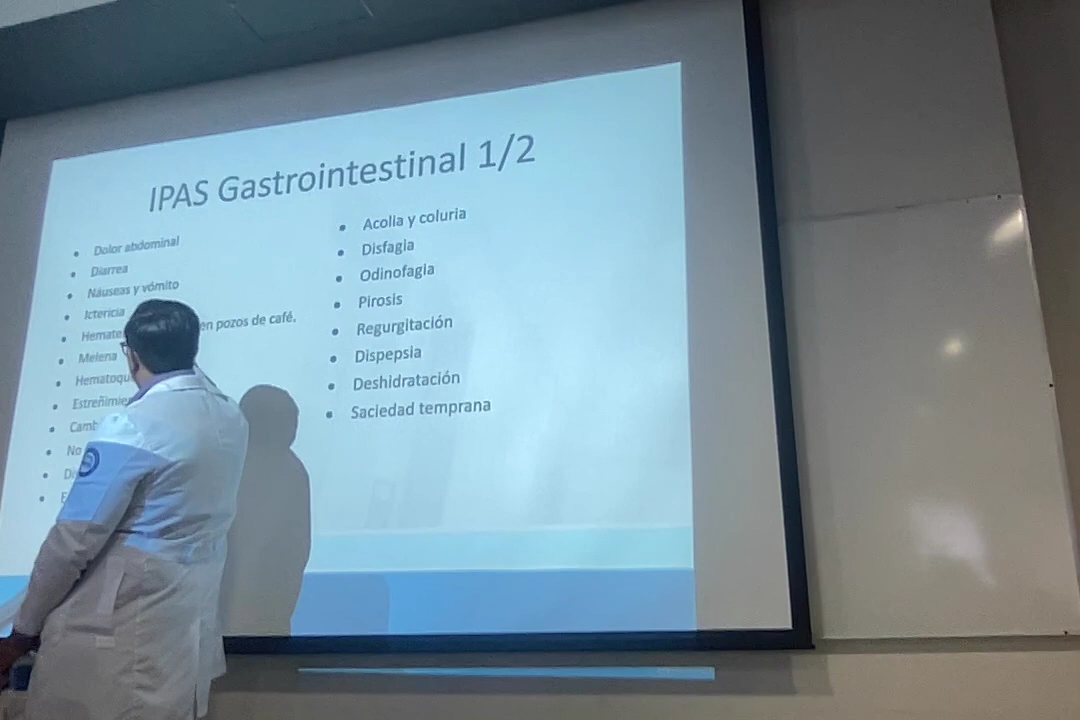 IPAS Gastrointestinal 1/2
Dolor abdominal
Diarrea
Náuseas y vómito
Ictericia
en pozos de café.
Melena
No
Acolia y coluria
Disfagia
Odinofagia
Pirosis
Regurgitación
Dispepsia
Deshidratación
Saciedad temprana